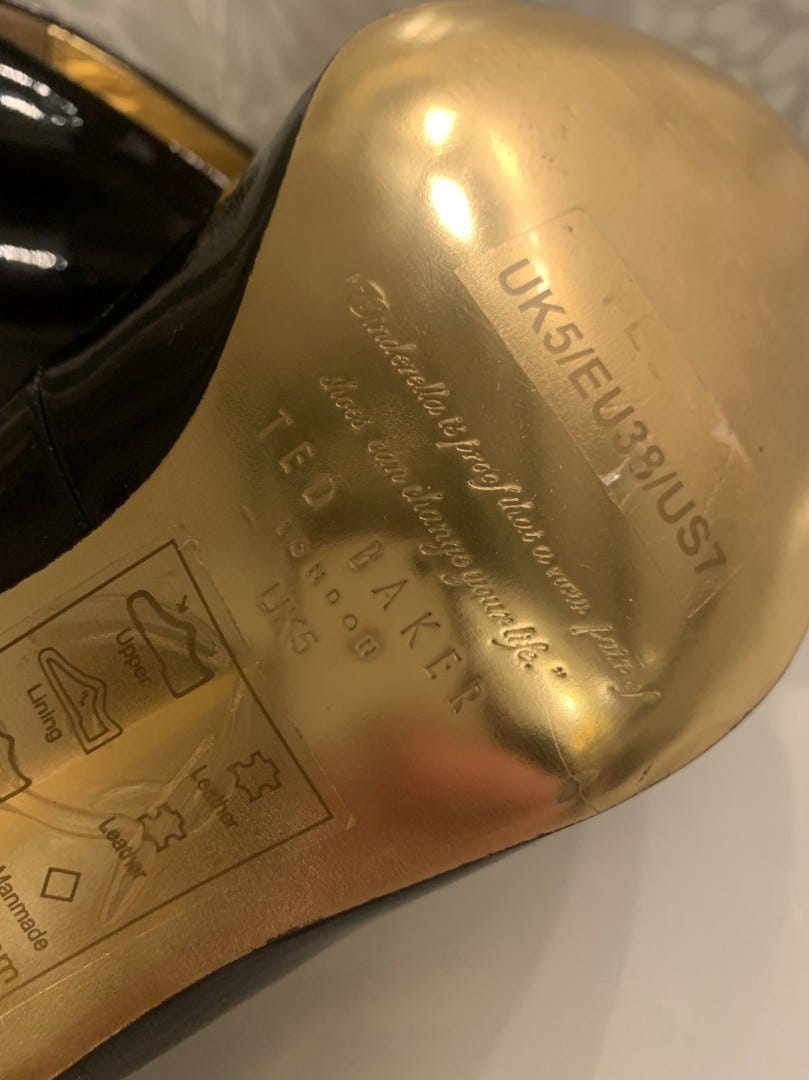 UK5/EU38/US7
"Cinderella is proof that a new pair of
shoes can change your life."
TED BAKER
LONDON
UK5
Upper
Leather
Lining
Leather
Manmade